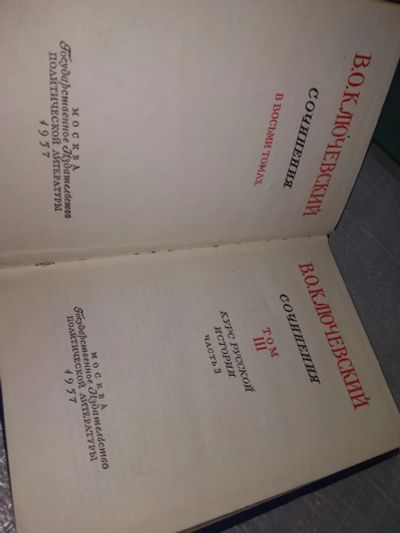 В.О.КЛЮЧЕВСКИЙ
СОЧИНЕНИЯ
В ВОСЬМИ ТОМАХ
МОСКВА
Государственное Издательство
ПОЛИТИЧЕСКОЙ ЛИТЕРАТУРЫ
1957
В.О.КЛЮЧЕВСКИЙ
СОЧИНЕНИЯ
ТОМ
III
КУРС РУССКОЙ
ИСТОРИИ
ЧАСТЬ 3
МОСКВА
Государственное Издательство
ПОЛИТИЧЕСКОЙ ЛИТЕРАТУРЫ
1957